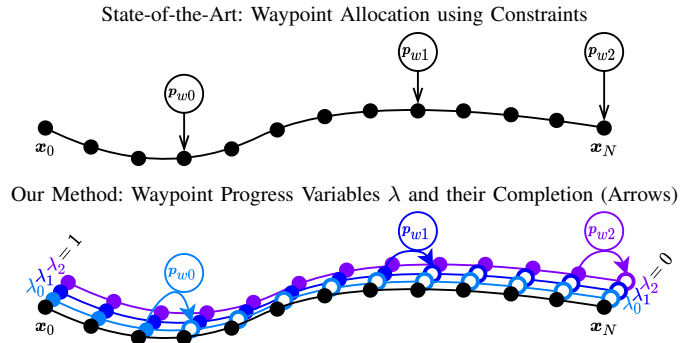 State-of-the-Art: Waypoint Allocation using Constraints
p_w0
p_w1
p_w2
x_0
x_N
Our Method: Waypoint Progress Variables λ and their Completion (Arrows)
p_w0
p_w1
p_w2
λ_0 λ_1 λ_2 = 1
λ_0 λ_1 λ_2 = 0
x_0
x_N